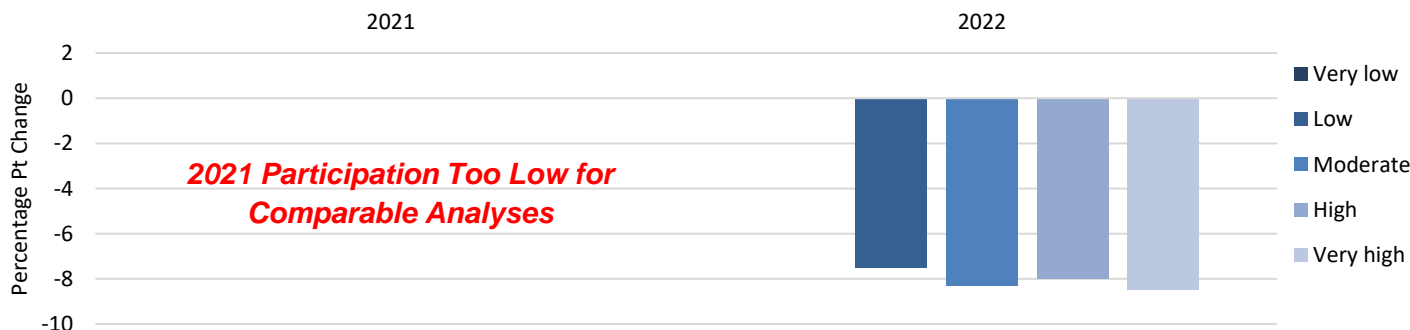 2021
2022
Percentage Pt Change
2
0
-2
-4
-6
-8
-10
2021 Participation Too Low for
Comparable Analyses
Very low
Low
Moderate
High
Very high